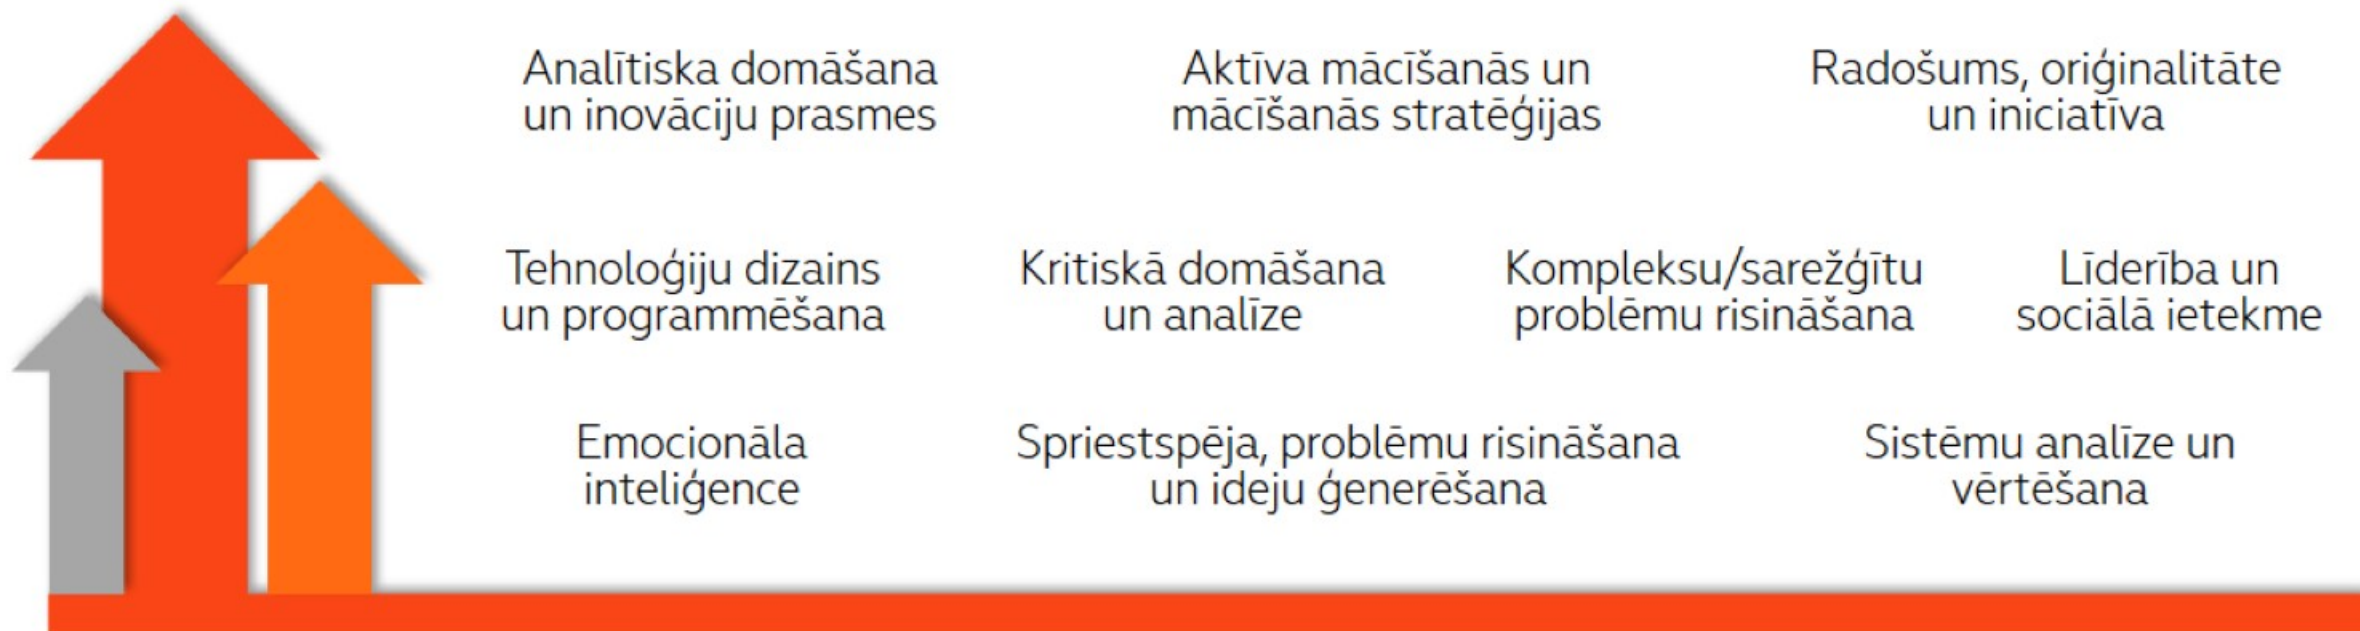 Analītiska domāšana
un inovāciju prasmes
Aktīva mācīšanās un
mācīšanās stratēģijas
Radošums, oriģinalitāte
un iniciatīva
Tehnoloģiju dizains
un programmēšana
Kritiskā domāšana
un analīze
Kompleksu/sarežģītu
problēmu risināšana
Līderība un
sociālā ietekme
Emocionāla
inteliģence
Spriestspēja, problēmu risināšana
un ideju ģenerēšana
Sistēmu analīze un
vērtēšana